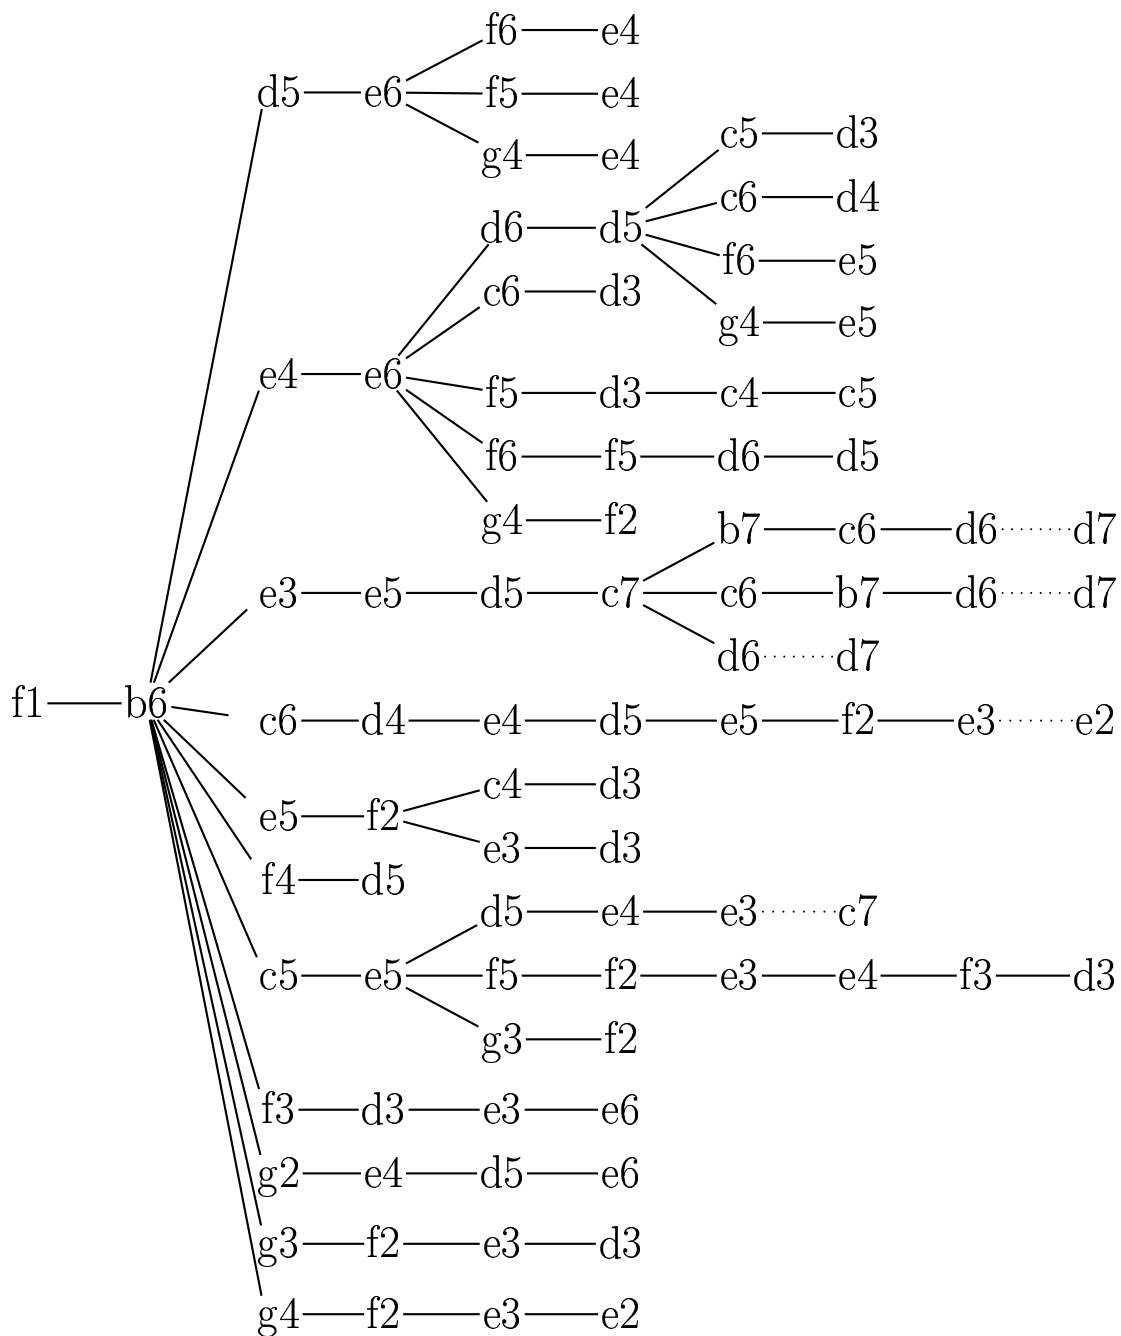 f6 e4
d5 e6 f5 e4
c5 d3
g4 e4
c6 d4
d6 d5
f6 e5
c6 d3
g4 e5
e4 e6
f5 d3 c4 c5
f6 f5 d6 d5
g4 f2
b7 c6 d6 d7
e3 e5 d5 c7 c6 b7 d6 d7
d6 d7
f1 b6
c6 d4 e4 d5 e5 f2 e3 e2
c4 d3
e5 f2
e3 d3
f4 d5
d5 e4 e3 c7
c5 e5 f5 f2 e3 e4 f3 d3
g3 f2
f3 d3 e3 e6
g2 e4 d5 e6
g3 f2 e3 d3
g4 f2 e3 e2